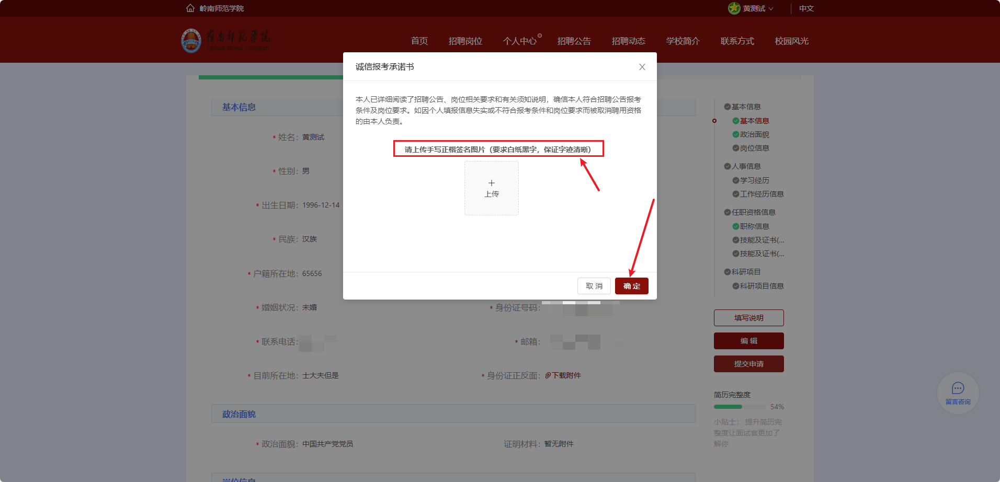 岭南师范学院
黄测试
中文
嶺南師範學院
LINGNAN NORMAL UNIVERSITY
首页 招聘岗位 个人中心 招聘公告 招聘动态 学校简介 联系方式 校园风光
诚信报考承诺书
X
本人已详细阅读了招聘公告、岗位相关要求和有关须知说明，确信本人符合招聘公告报考
条件及岗位要求。如因个人填报信息失实或不符合报考条件和岗位要求而被取消聘用资格
的由本人负责。
请上传手写正楷签名图片（要求白纸黑字，保证字迹清晰）
+
上传
取 消
确 定
基本信息
* 姓名： 黄测试
* 性别： 男
* 出生日期： 1996-12-14
* 民族： 汉族
* 户籍所在地： 65656
* 婚姻状况： 未婚
* 身份证号码：
* 联系电话：
* 邮箱：
* 目前所在地： 士大夫但是
* 身份证正反面： 下载附件
政治面貌
* 政治面貌： 中国共产党党员
证明材料： 暂无附件
岗位信息
基本信息
基本信息
政治面貌
岗位信息
人事信息
学习经历
工作经历信息
任职资格信息
职称信息
技能及证书(...
技能及证书(...
科研项目
科研项目信息
填写说明
编 辑
提交申请
简历完整度
54%
小贴士： 提升简历完
整度让面试官更加了
解你
留言咨询